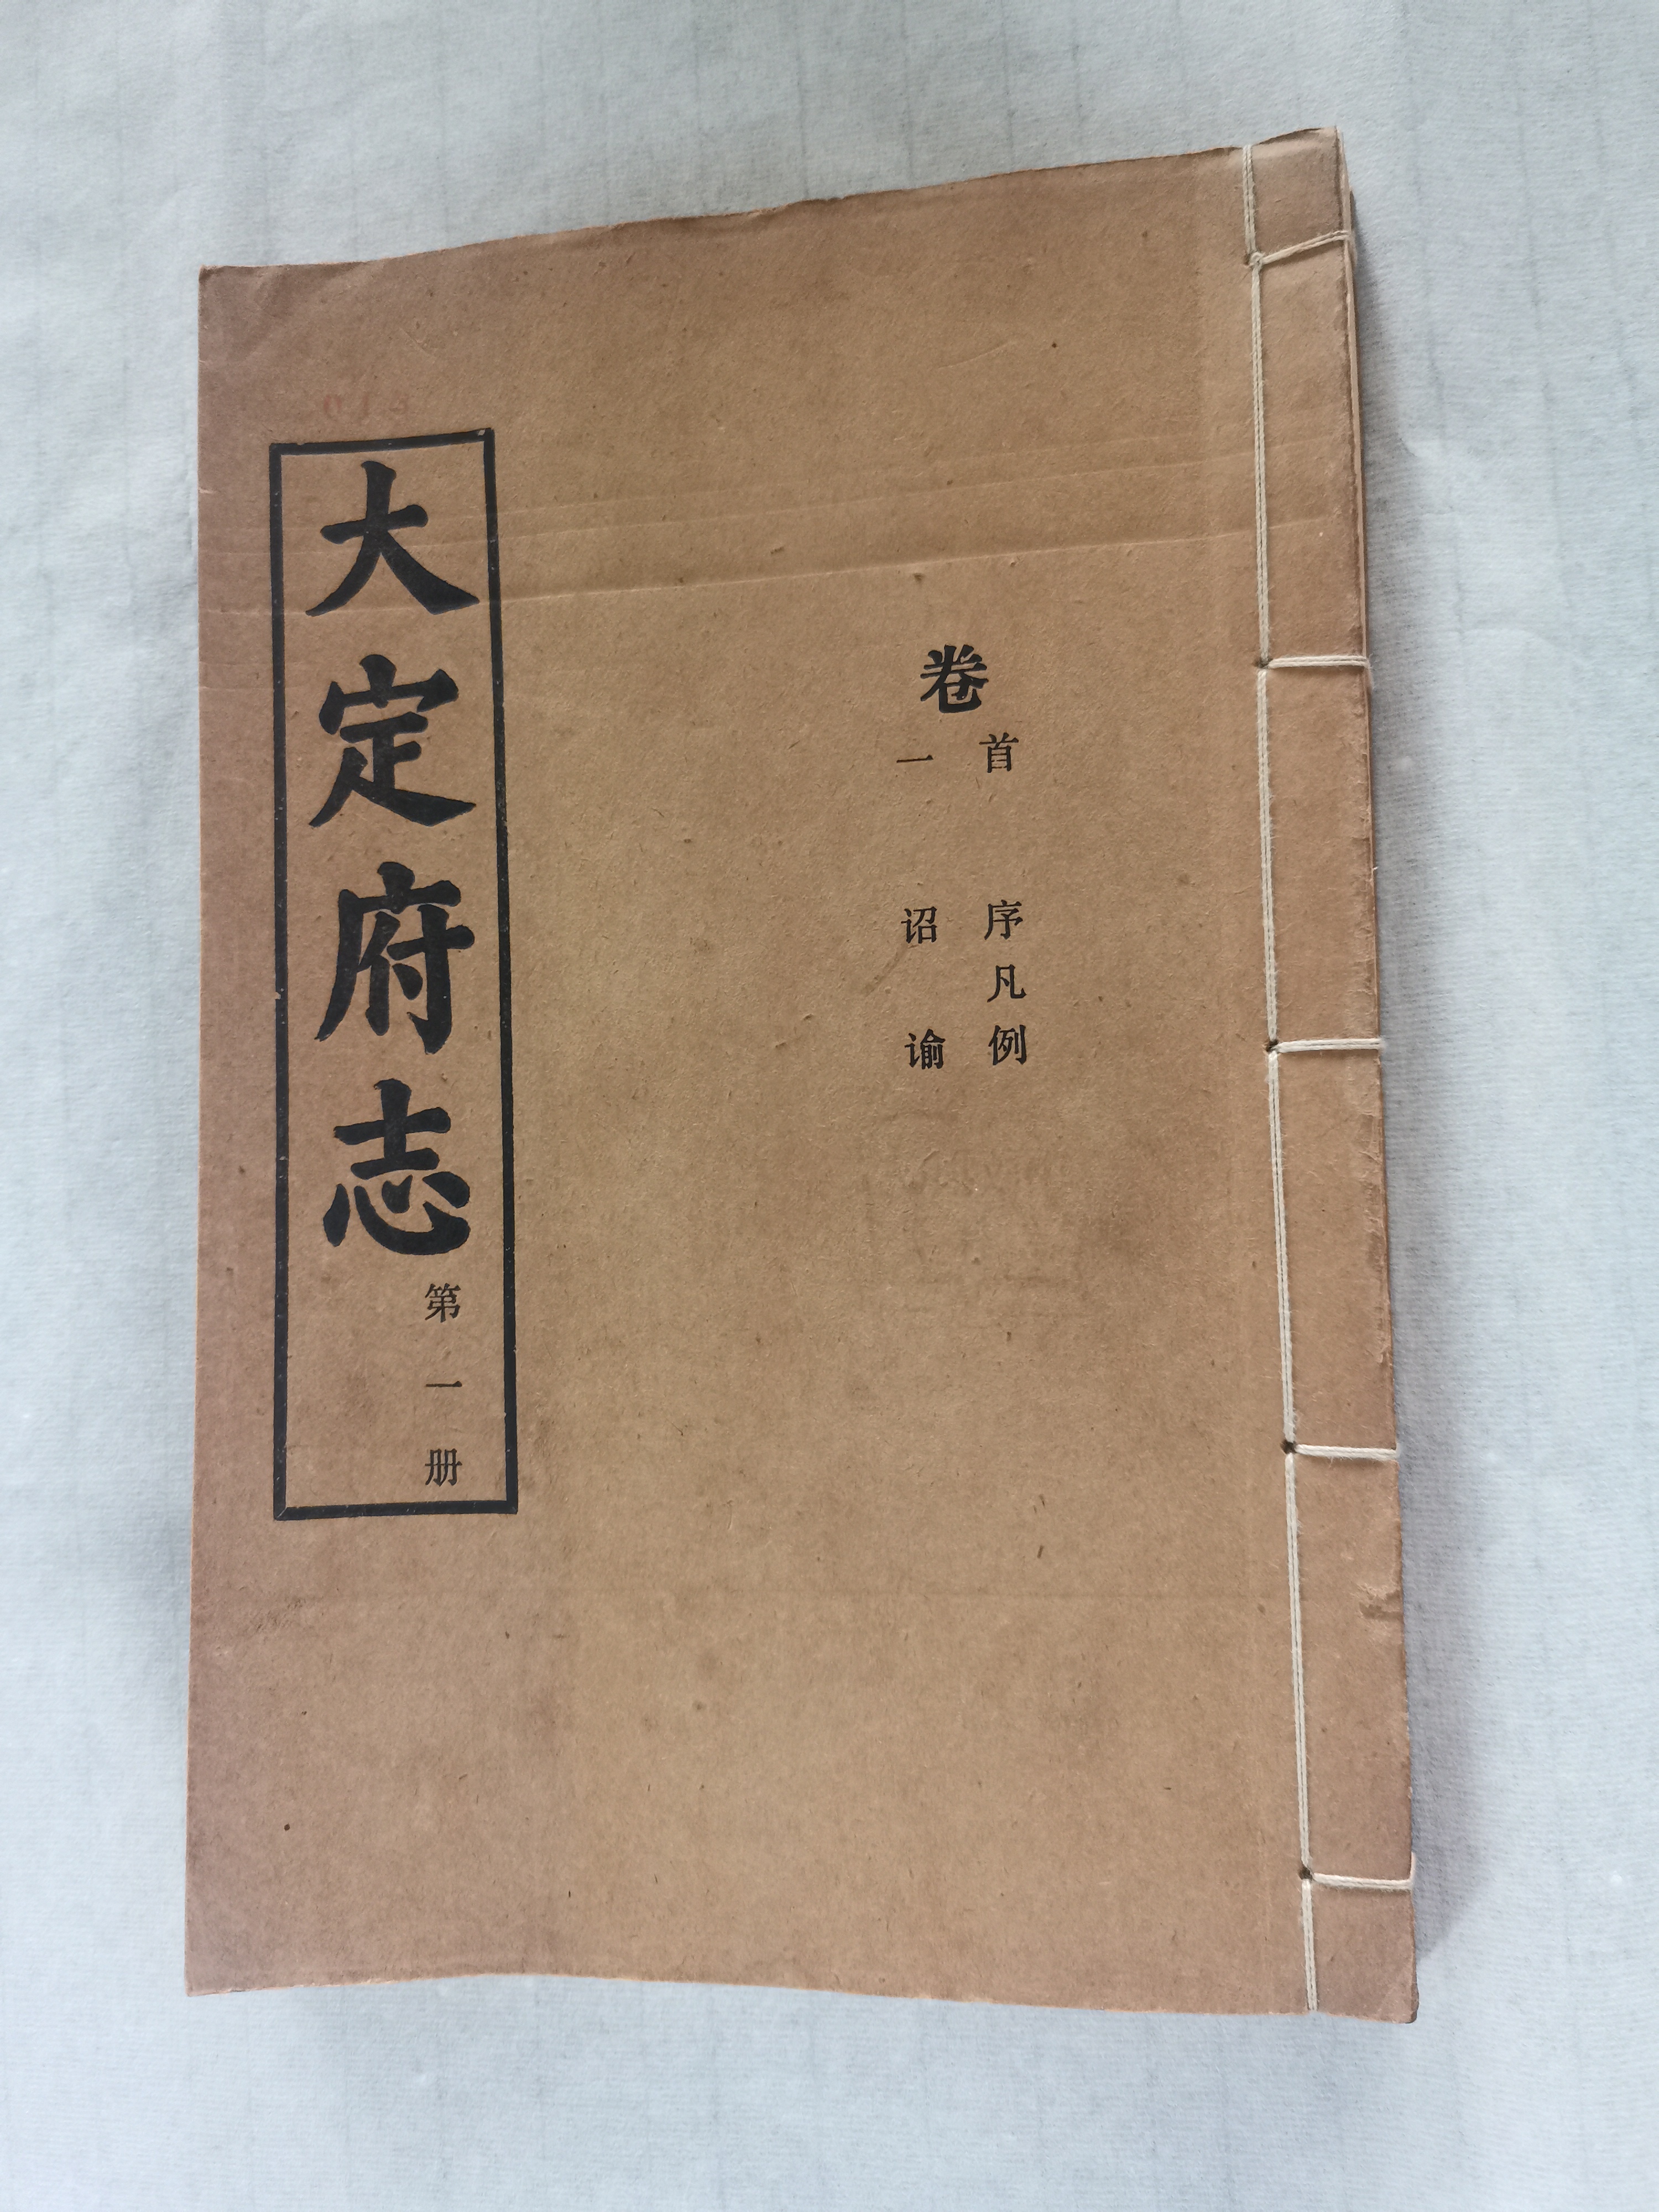 卷
首 序凡例
一 诏谕
大定府志
第一册